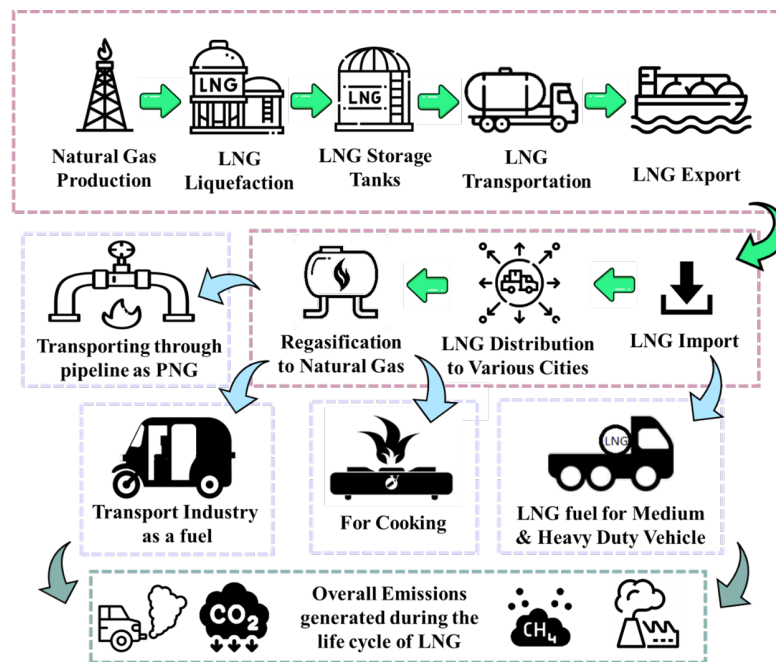 LNG
LNG
Natural Gas
Production
LNG
Liquefaction
LNG Storage
Tanks
LNG
Transportation
LNG Export
Transporting through
pipeline as PNG
Regasification
to Natural Gas
LNG Distribution
to Various Cities
LNG Import
LNG
Transport Industry
as a fuel
For Cooking
LNG fuel for Medium
& Heavy Duty Vehicle
CO2
Overall Emissions
generated during the
life cycle of LNG
CH4